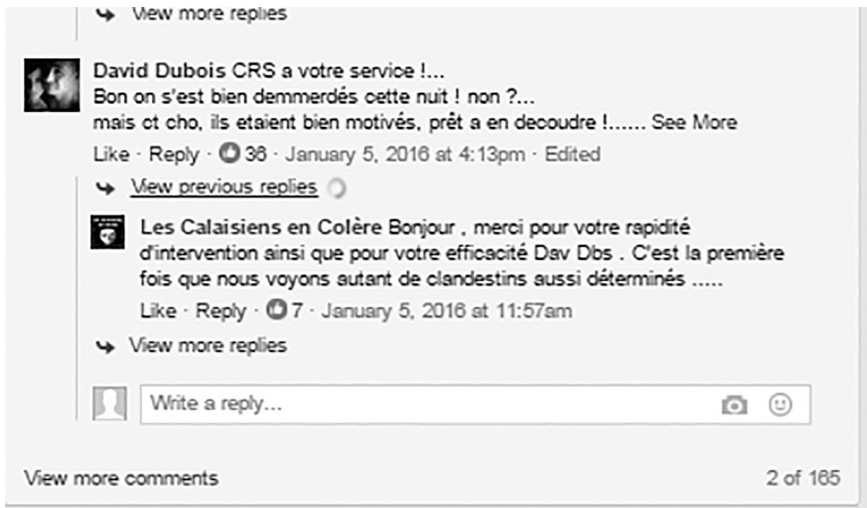 View more replies
David Dubois CRS a votre service !...
Bon on s'est bien demmerdés cette nuit ! non ?...
mais ct cho, ils etaient bien motivés, prêt a en decoudre !...... See More
Like · Reply · 36 · January 5, 2016 at 4:13pm · Edited
View previous replies
Les Calaisiens en Colère Bonjour , merci pour votre rapidité
d'intervention ainsi que pour votre efficacité Dav Dbs . C'est la première
fois que nous voyons autant de clandestins aussi déterminés .....
Like · Reply · 7 · January 5, 2016 at 11:57am
View more replies
Write a reply...
View more comments 2 of 165